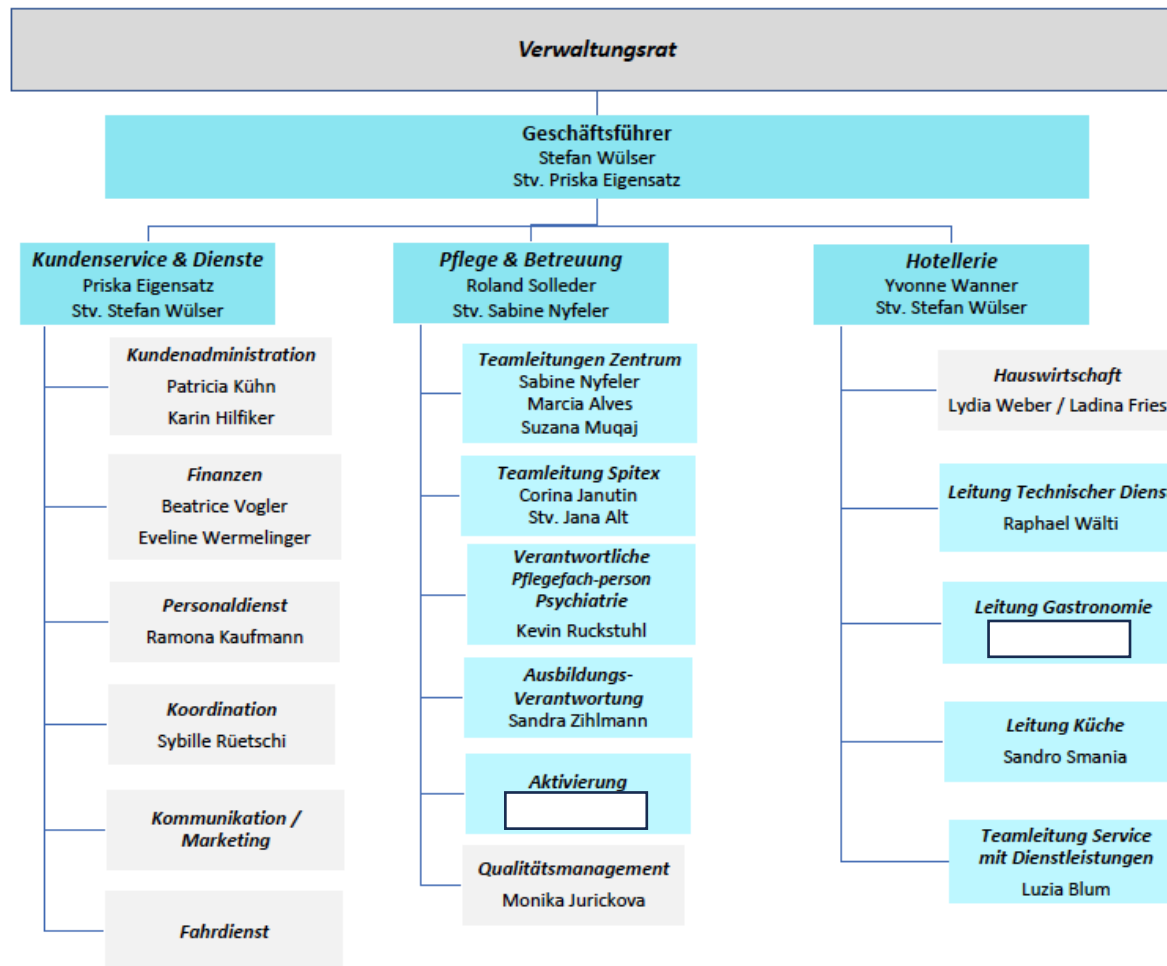 Verwaltungsrat
Geschäftsführer
Stefan Wülser
Stv. Priska Eigensatz
Kundenservice & Dienste
Priska Eigensatz
Stv. Stefan Wülser
Kundenadministration
Patricia Kühn
Karin Hilfiker
Finanzen
Beatrice Vogler
Eveline Wermelinger
Personaldienst
Ramona Kaufmann
Koordination
Sybille Rüetschi
Kommunikation /
Marketing
Fahrdienst
Pflege & Betreuung
Roland Solleder
Stv. Sabine Nyfeler
Teamleitungen Zentrum
Sabine Nyfeler
Marcia Alves
Suzana Muqaj
Teamleitung Spitex
Corina Janutin
Stv. Jana Alt
Verantwortliche
Pflegefach-person
Psychiatrie
Kevin Ruckstuhl
Ausbildungs-
Verantwortung
Sandra Zihlmann
Aktivierung
Qualitätsmanagement
Monika Jurickova
Hotellerie
Yvonne Wanner
Stv. Stefan Wülser
Hauswirtschaft
Lydia Weber / Ladina Fries
Leitung Technischer Diens
Raphael Wälti
Leitung Gastronomie
Leitung Küche
Sandro Smania
Teamleitung Service
mit Dienstleistungen
Luzia Blum